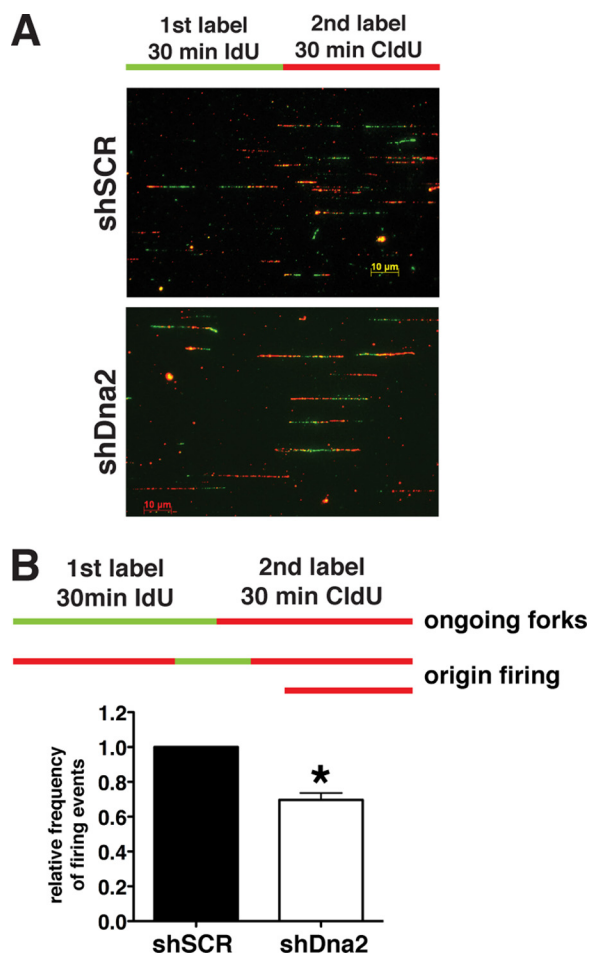 A
1st label 2nd label
30 min IdU 30 min CldU
shSCR
10 µm
shDna2
10 µm
B
1st label 2nd label
30min IdU 30 min CldU
ongoing forks
origin firing
relative frequency
of firing events
1.2
1.0
0.8
0.6
0.4
0.2
0.0
*
shSCR shDna2